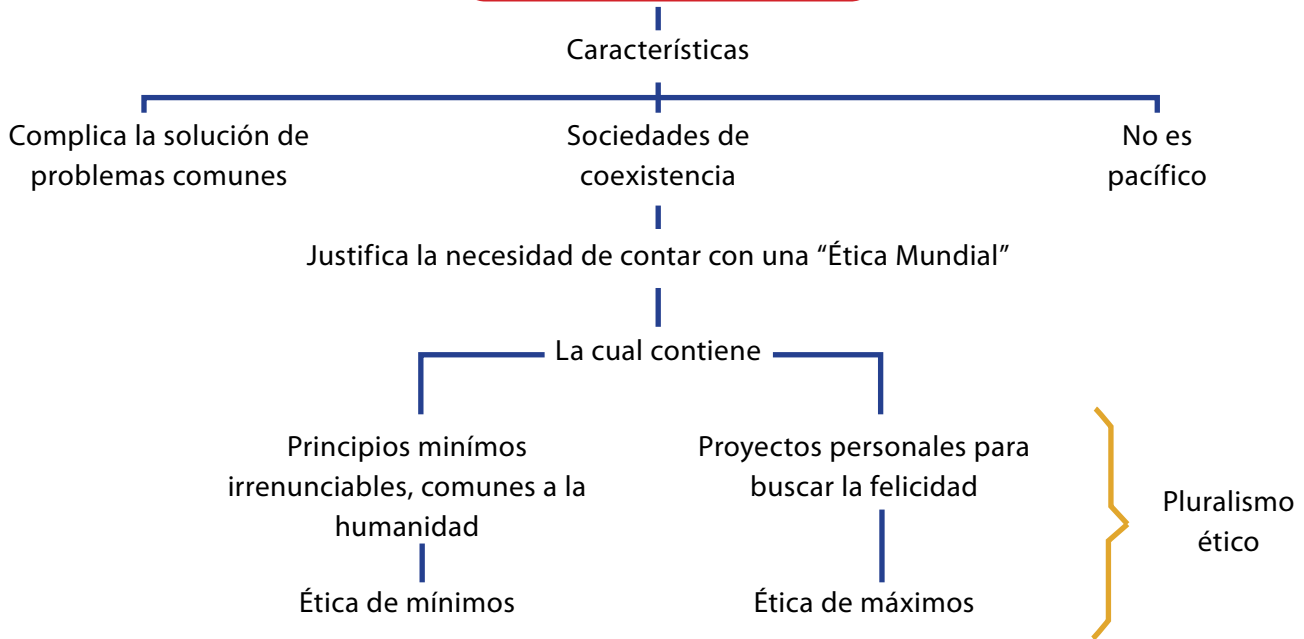 Características
Complica la solución de
problemas comunes
Sociedades de
coexistencia
No es
pacífico
Justifica la necesidad de contar con una “Ética Mundial”
La cual contiene
Principios minímos
irrenunciables, comunes a la
humanidad
Proyectos personales para
buscar la felicidad
Pluralismo
ético
Ética de mínimos
Ética de máximos